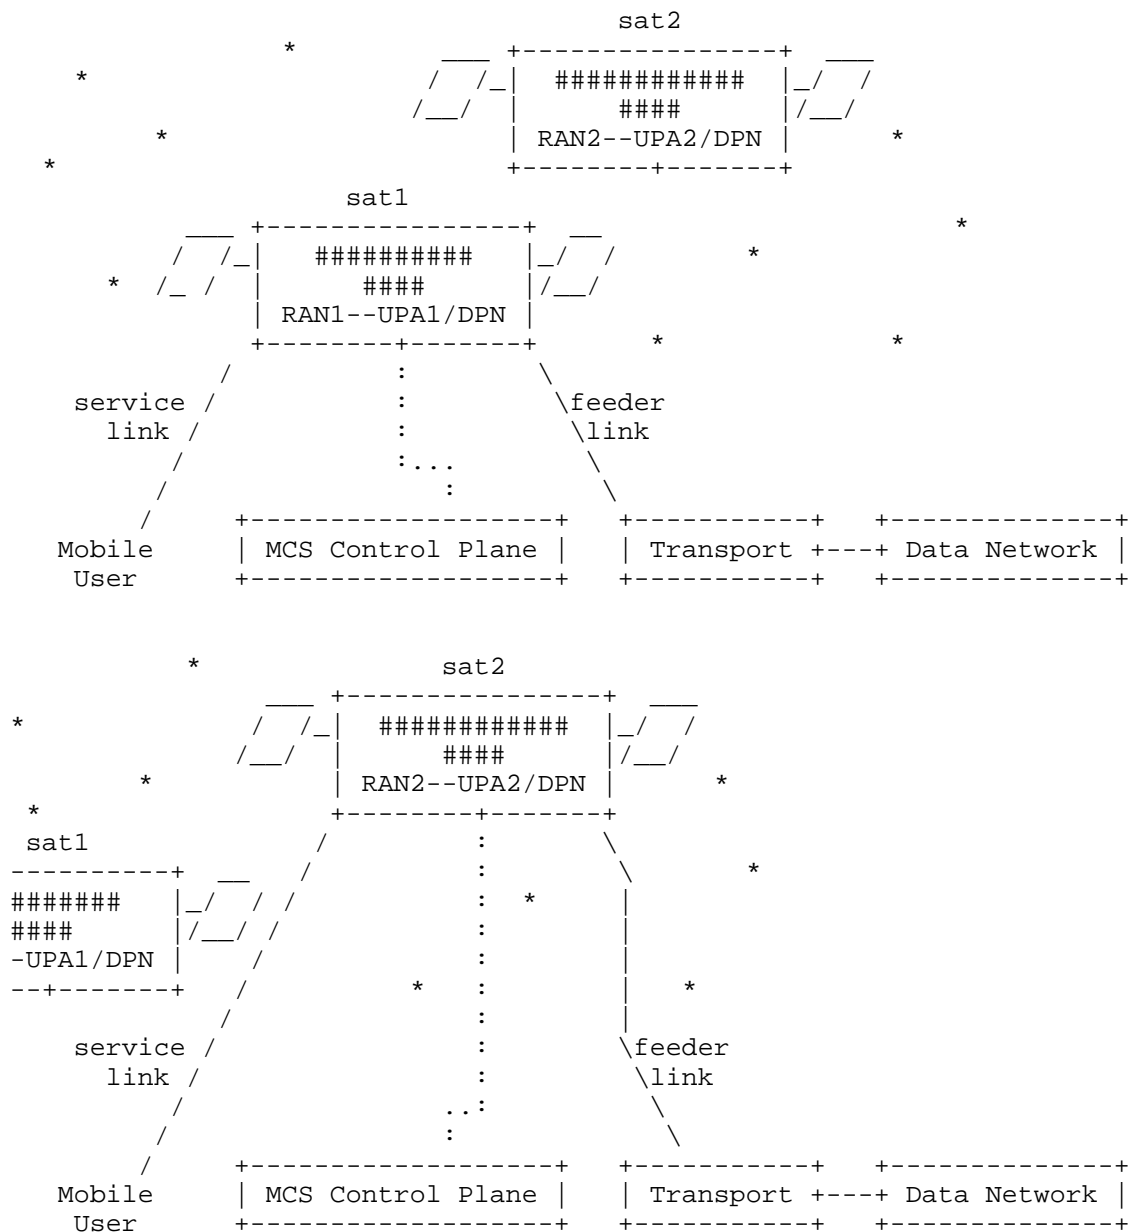 sat2
RAN2--UPA2/DPN
sat1
RAN1--UPA1/DPN
service
feeder
link
link
Mobile
MCS Control Plane
Transport
Data Network
User
sat2
RAN2--UPA2/DPN
sat1
-UPA1/DPN
service
feeder
link
link
Mobile
MCS Control Plane
Transport
Data Network
User